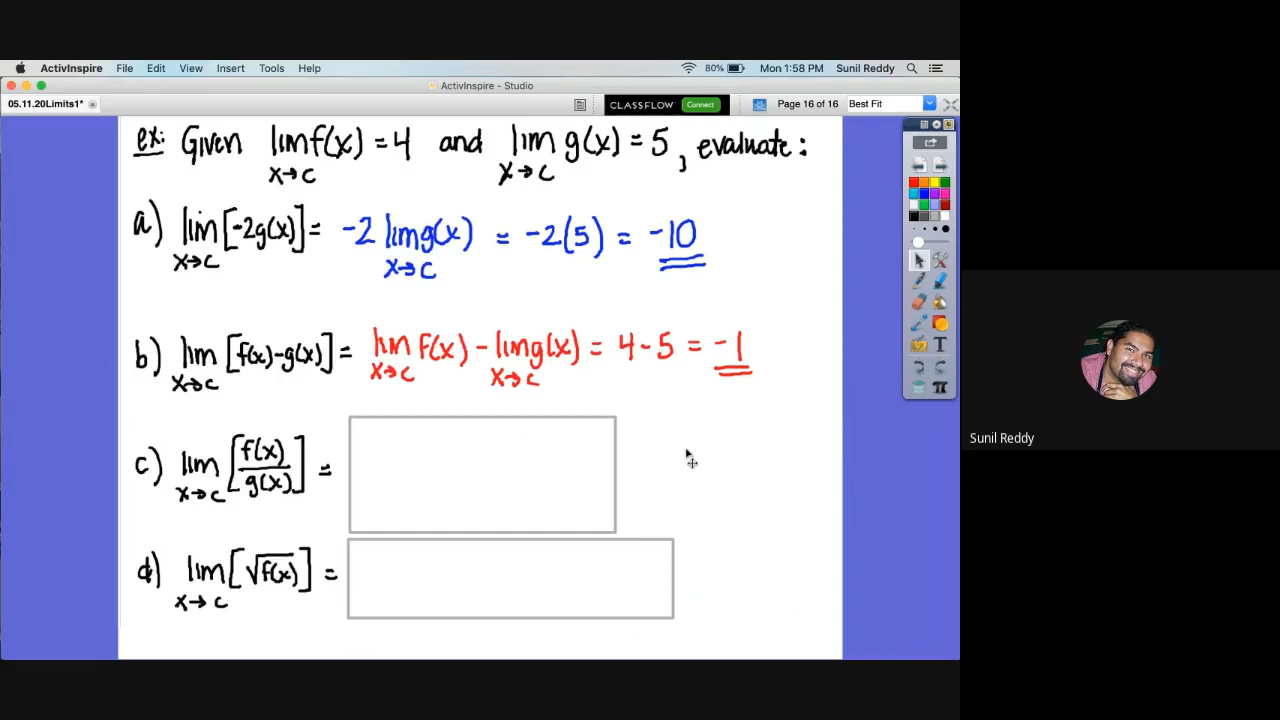 ActivInspire File Edit View Insert Tools Help 80% Mon 1:58 PM Sunil Reddy
ActivInspire - Studio
05.11.20Limits1* CLASSFLOW Connect Page 16 of 16 Best Fit
ex: Given lim f(x) = 4 and lim g(x) = 5, evaluate:
x→c x→c
a) lim [-2g(x)] = -2 lim g(x) = -2(5) = -10
x→c x→c
b) lim [f(x)-g(x)] = lim f(x) - lim g(x) = 4 - 5 = -1
x→c x→c x→c
c) lim [f(x)/g(x)] =
x→c
d) lim [√f(x)] =
x→c
Sunil Reddy